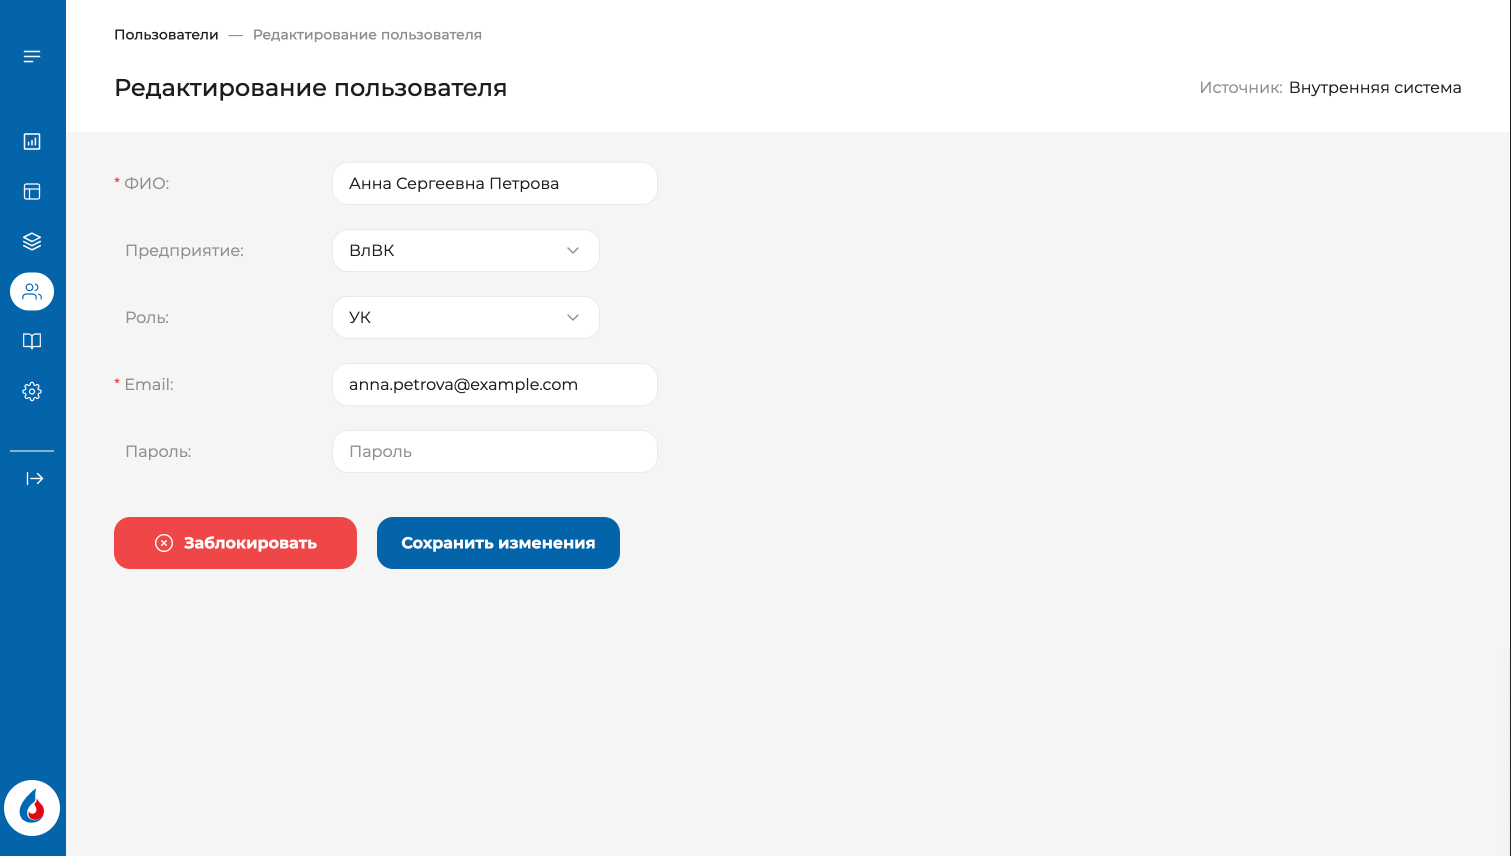 Пользователи — Редактирование пользователя
Редактирование пользователя
Источник: Внутренняя система
* ФИО: Анна Сергеевна Петрова
Предприятие: ВлВК
Роль: УК
* Email: anna.petrova@example.com
Пароль: Пароль
Заблокировать
Сохранить изменения